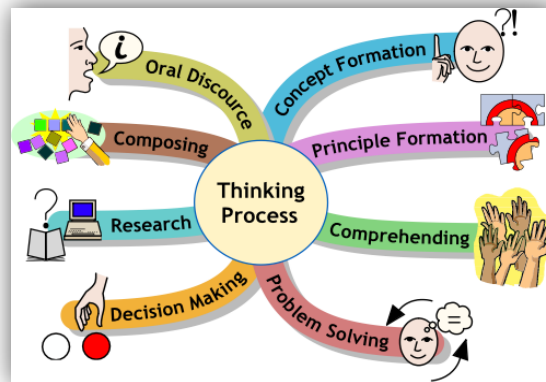 Oral Discource
Concept Formation
Composing
Principle Formation
Thinking
Process
Research
Comprehending
Decision Making
Problem Solving
i
?!
?
=